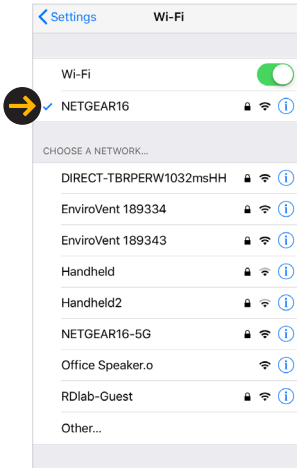 Settings Wi-Fi
Wi-Fi
NETGEAR16
CHOOSE A NETWORK...
DIRECT-TBRPERW1032msHH
EnviroVent 189334
EnviroVent 189343
Handheld
Handheld2
NETGEAR16-5G
Office Speaker.o
RDlab-Guest
Other...